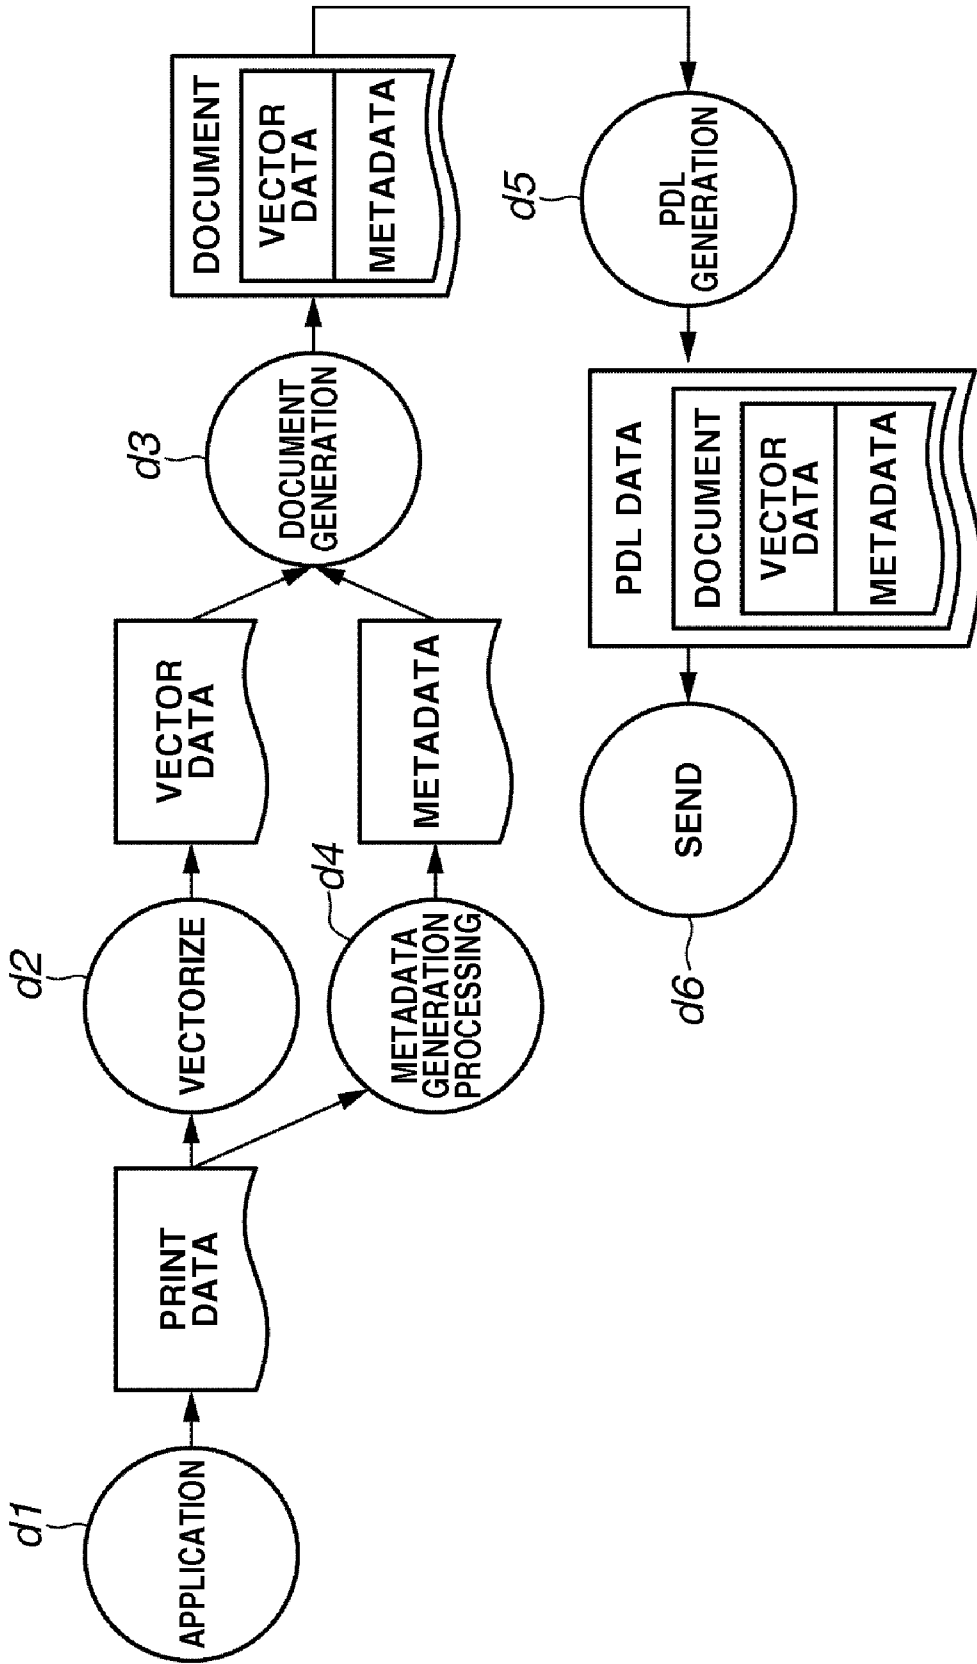 d1
APPLICATION
PRINT
DATA
d2
VECTORIZE
d4
METADATA
GENERATION
PROCESSING
VECTOR
DATA
METADATA
d3
DOCUMENT
GENERATION
DOCUMENT
VECTOR
DATA
METADATA
d5
PDL
GENERATION
PDL DATA
DOCUMENT
VECTOR
DATA
METADATA
SEND
d6